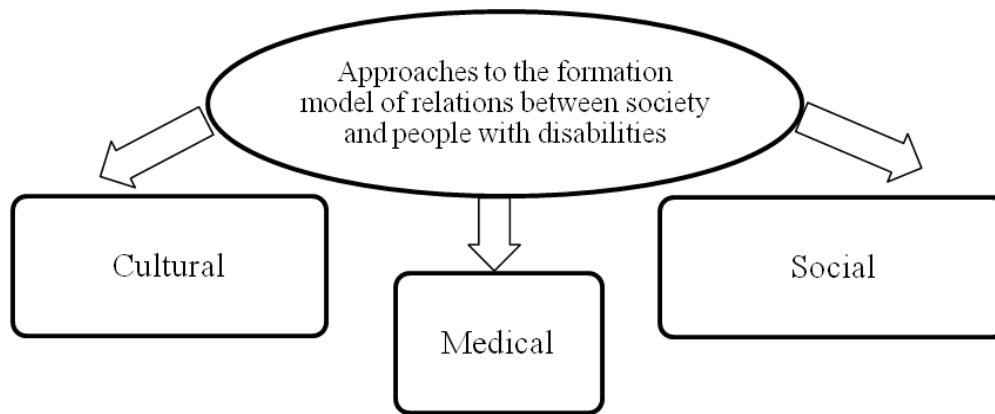 Approaches to the formation
model of relations between society
and people with disabilities
Cultural
Medical
Social